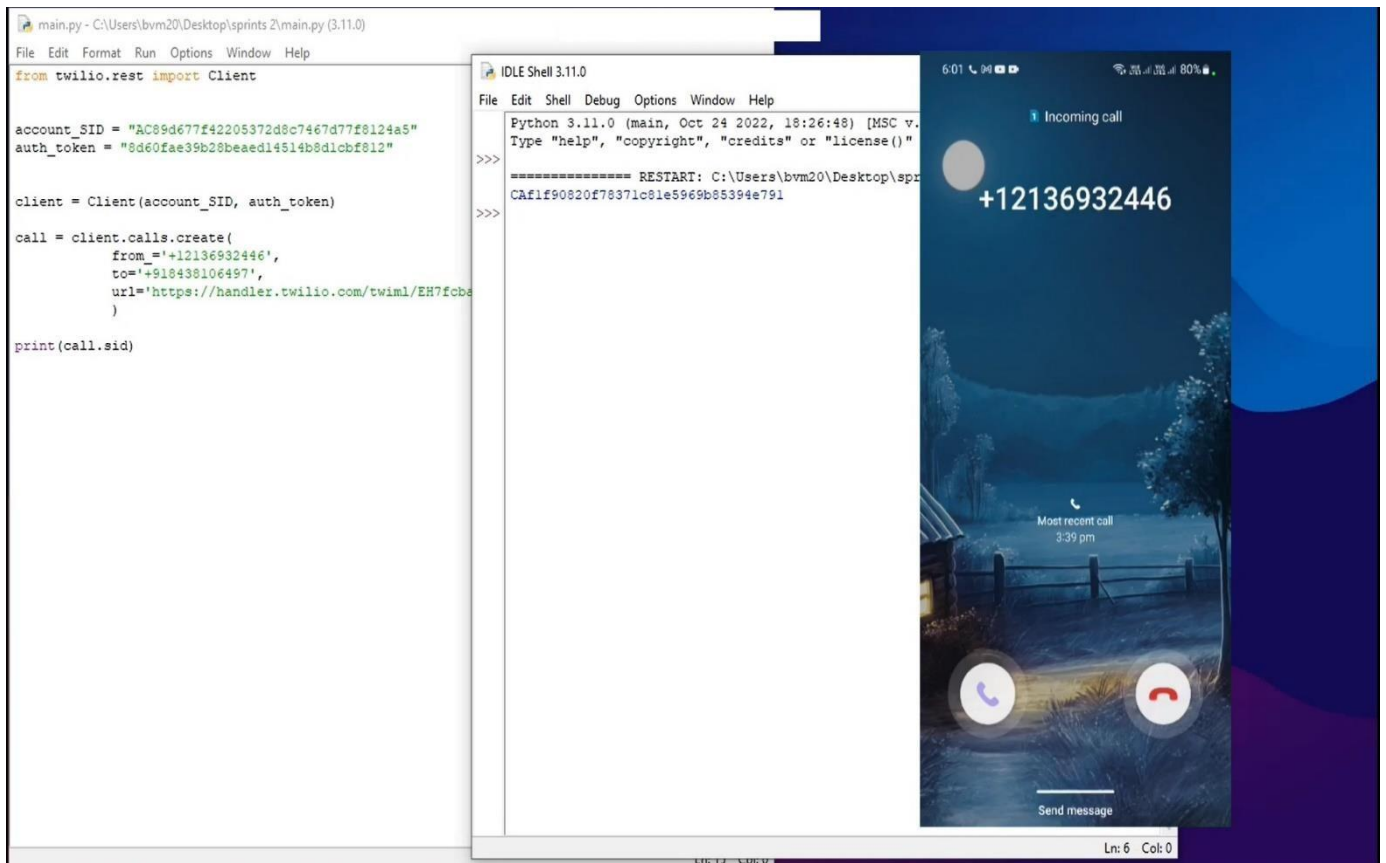 main.py - C:\Users\bvm20\Desktop\sprints 2\main.py (3.11.0)
File Edit Format Run Options Window Help
from twilio.rest import Client
account_SID = "AC89d677f42205372d8c7467d77f8124a5"
auth_token = "8d60fae39b28beaed14514b8d1cbf812"
client = Client(account_SID, auth_token)
call = client.calls.create(
from_='+12136932446',
to='+918438106497',
url='https://handler.twilio.com/twiml/EH7fcba
)
print(call.sid)
IDLE Shell 3.11.0
File Edit Shell Debug Options Window Help
Python 3.11.0 (main, Oct 24 2022, 18:26:48) [MSC v.
Type "help", "copyright", "credits" or "license()"
>>>
=============== RESTART: C:\Users\bvm20\Desktop\spr
CAf1f90820f78371c81e5969b85394e791
>>>
Ln: 6 Col: 0
6:01 80%
1 Incoming call
+12136932446
Most recent call
3:39 pm
Send message